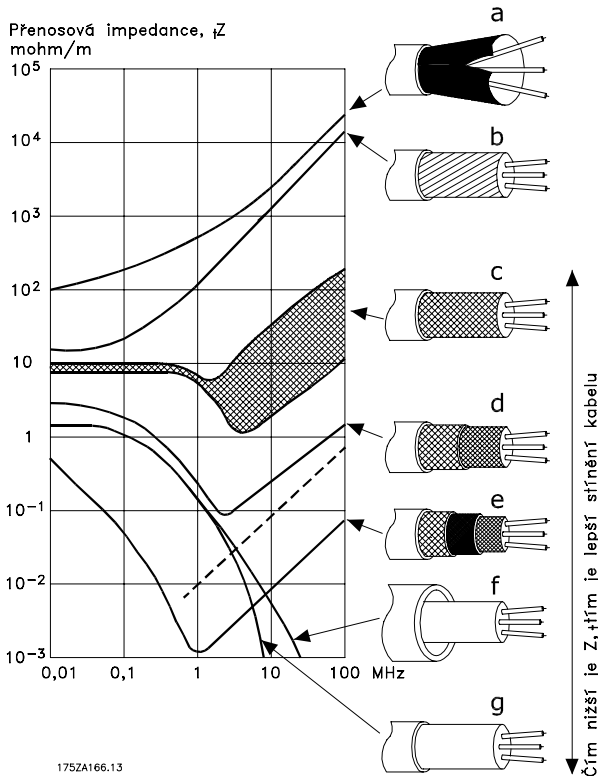 Přenosová impedance, tZ
mohm/m
10⁵
10⁴
10³
10²
10
1
10⁻¹
10⁻²
10⁻³
0,01 0,1 1 10 100 MHz
a
b
c
d
e
f
g
Čím nižší je Z, tím je lepší stínění kabelu
175ZA166.13